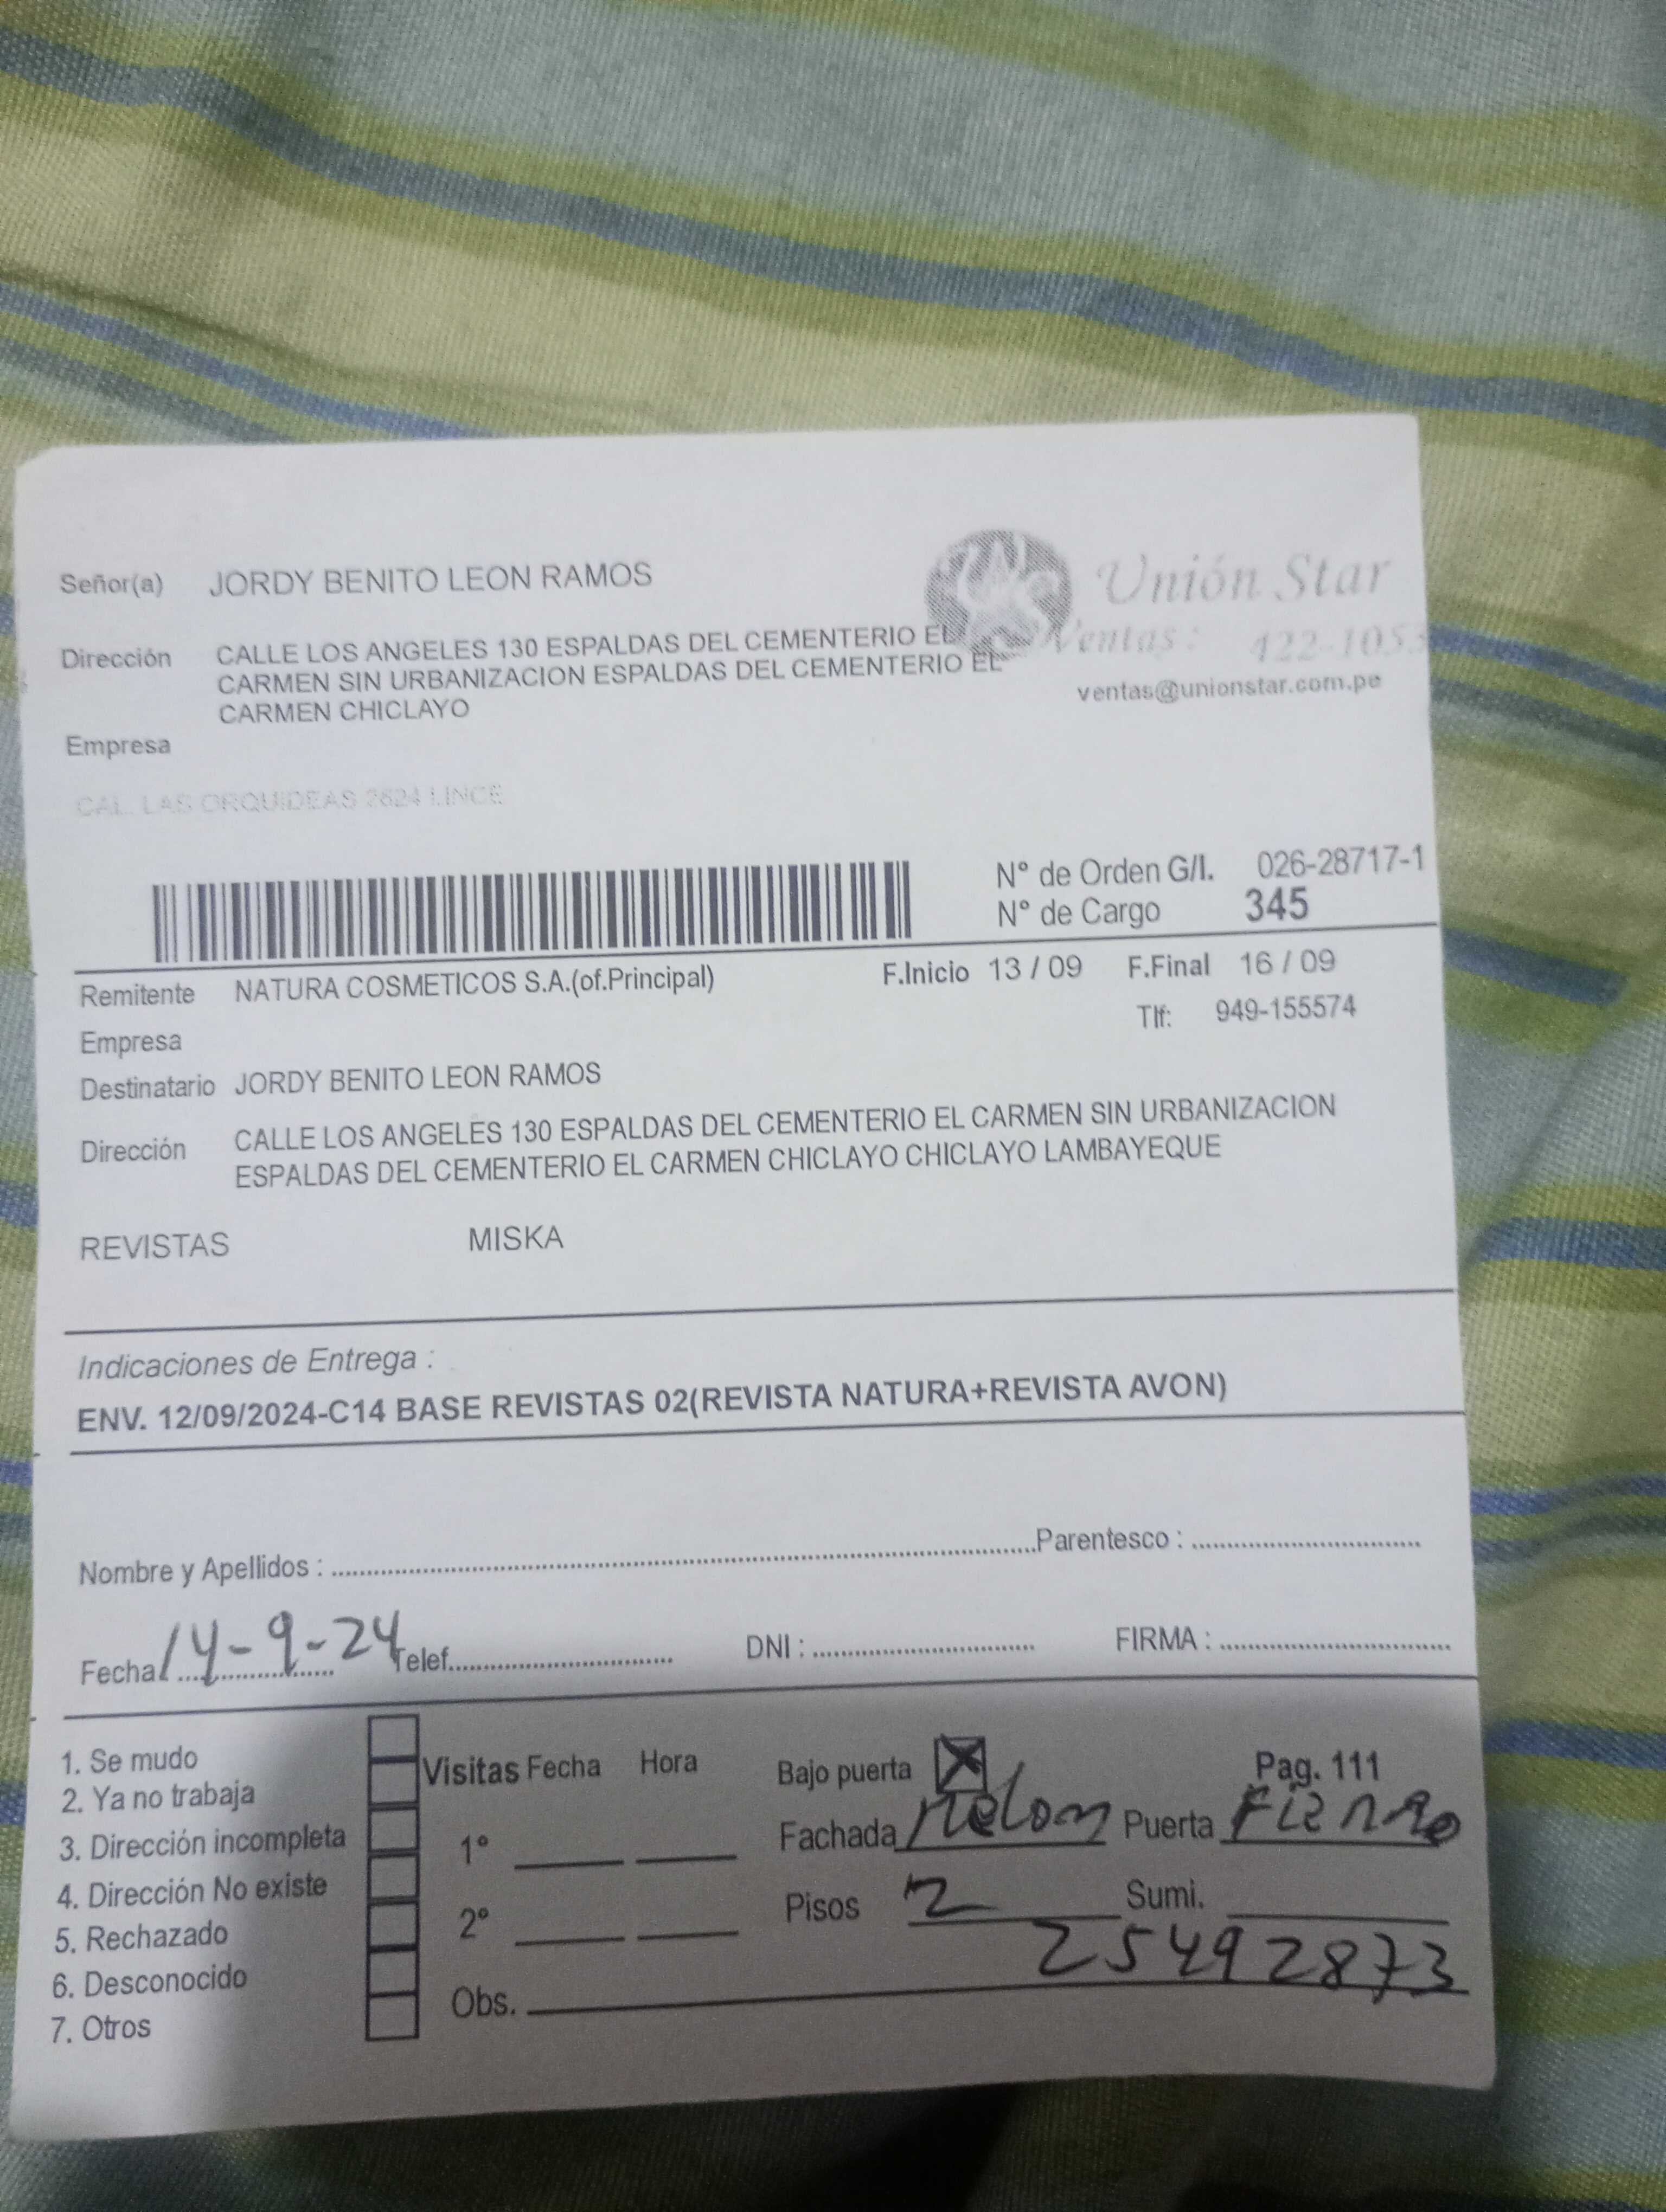 Señor(a) JORDY BENITO LEON RAMOS
Unión Star
Dirección CALLE LOS ANGELES 130 ESPALDAS DEL CEMENTERIO EL
CARMEN SIN URBANIZACION ESPALDAS DEL CEMENTERIO EL
CARMEN CHICLAYO
Ventas: 422-1053
ventas@unionstar.com.pe
Empresa
CAL. LAS ORQUIDEAS 2624 LINCE
N° de Orden G/I. 026-28717-1
N° de Cargo 345
Remitente NATURA COSMETICOS S.A.(of.Principal) F.Inicio 13 / 09 F.Final 16 / 09
Empresa Tlf: 949-155574
Destinatario JORDY BENITO LEON RAMOS
Dirección CALLE LOS ANGELES 130 ESPALDAS DEL CEMENTERIO EL CARMEN SIN URBANIZACION
ESPALDAS DEL CEMENTERIO EL CARMEN CHICLAYO CHICLAYO LAMBAYEQUE
REVISTAS MISKA
Indicaciones de Entrega :
ENV. 12/09/2024-C14 BASE REVISTAS 02(REVISTA NATURA+REVISTA AVON)
Nombre y Apellidos : Parentesco :
Fecha 14-9-24 Telef. DNI : FIRMA :
1. Se mudo
2. Ya no trabaja
3. Dirección incompleta
4. Dirección No existe
5. Rechazado
6. Desconocido
7. Otros
Visitas Fecha Hora
1°
2°
Obs.
Bajo puerta X Pag. 111
Fachada Melon Puerta Fierro
Pisos 2 Sumi.
25492873